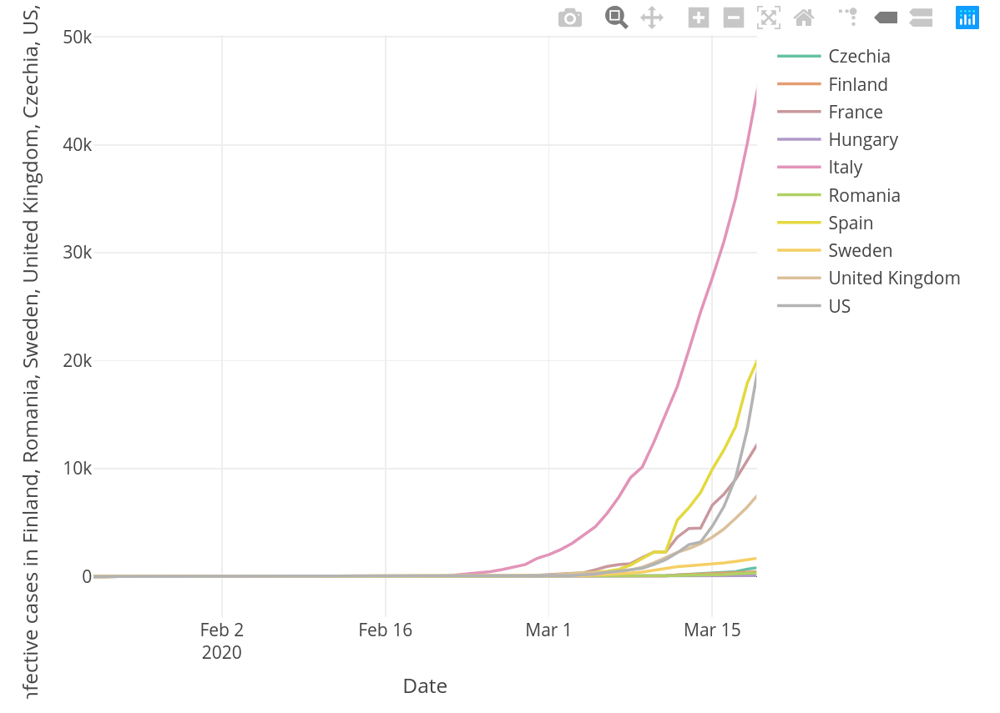 nfective cases in Finland, Romania, Sweden, United Kingdom, Czechia, US,
50k
40k
30k
20k
10k
0
Feb 2
2020
Feb 16
Mar 1
Mar 15
Date
Czechia
Finland
France
Hungary
Italy
Romania
Spain
Sweden
United Kingdom
US